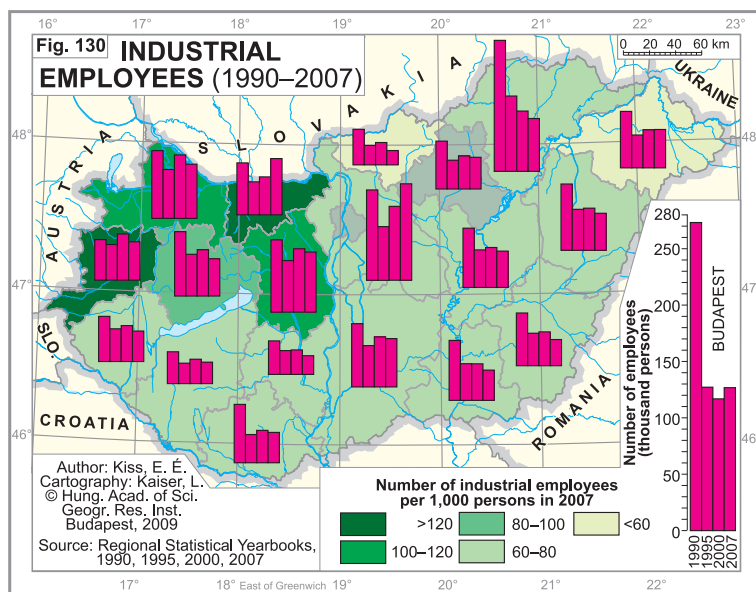 16° 17° 18° 19° 20° 21° 22° 23°
Fig. 130
INDUSTRIAL
EMPLOYEES (1990–2007)
0 20 40 60 km
UKRAINE
SLOVAKIA
AUSTRIA
48° 48°
47° 47°
46° 46°
SLO.
CROATIA
ROMANIA
280
250
200
150
100
50
0
Number of employees
(thousand persons)
BUDAPEST
1990
1995
2000
2007
Author: Kiss, E. É.
Cartography: Kaiser, L.
© Hung. Acad. of Sci.
Geogr. Res. Inst.
Budapest, 2009
Source: Regional Statistical Yearbooks,
1990, 1995, 2000, 2007
Number of industrial employees
per 1,000 persons in 2007
>120 80–100 <60
100–120 60–80
17° 18° East of Greenwich 19° 20° 21° 22°